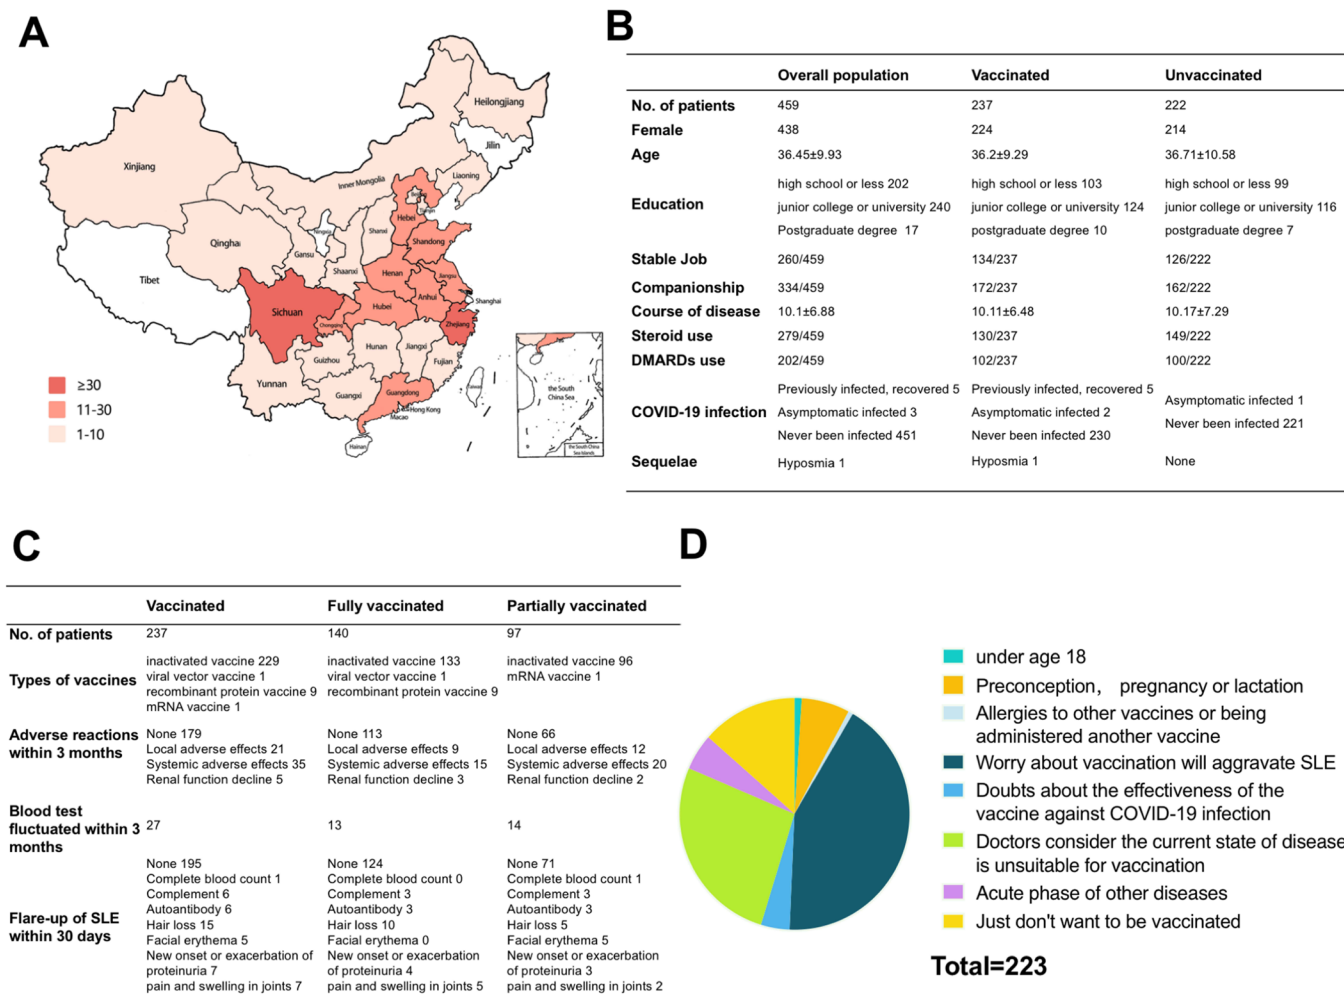 A
Heilongjiang
Jilin
Xinjiang
Liaoning
Inner Mongolia
Beijing
Tianjin
Hebei
Ningxia
Shanxi
Qinghai
Shandong
Gansu
Shaanxi
Henan
Jiangsu
Tibet
Anhui
Shanghai
Sichuan
Hubei
Chongqing
Zhejiang
Hunan
Jiangxi
Guizhou
Fujian
Yunnan
Guangxi
Guangdong
Taiwan
Hong Kong
Macao
Hainan
the South
China Sea
the South China
Sea Islands
≥30
11-30
1-10
B
Overall population Vaccinated Unvaccinated
No. of patients 459 237 222
Female 438 224 214
Age 36.45±9.93 36.2±9.29 36.71±10.58
high school or less 202 high school or less 103 high school or less 99
Education junior college or university 240 junior college or university 124 junior college or university 116
Postgraduate degree 17 postgraduate degree 10 postgraduate degree 7
Stable Job 260/459 134/237 126/222
Companionship 334/459 172/237 162/222
Course of disease 10.1±6.88 10.11±6.48 10.17±7.29
Steroid use 279/459 130/237 149/222
DMARDs use 202/459 102/237 100/222
Previously infected, recovered 5 Previously infected, recovered 5
Asymptomatic infected 1
COVID-19 infection Asymptomatic infected 3 Asymptomatic infected 2
Never been infected 221
Never been infected 451 Never been infected 230
Sequelae Hyposmia 1 Hyposmia 1 None
C
Vaccinated Fully vaccinated Partially vaccinated
No. of patients 237 140 97
inactivated vaccine 229 inactivated vaccine 133 inactivated vaccine 96
Types of vaccines viral vector vaccine 1 viral vector vaccine 1 mRNA vaccine 1
recombinant protein vaccine 9 recombinant protein vaccine 9
mRNA vaccine 1
Adverse reactions None 179 None 113 None 66
within 3 months Local adverse effects 21 Local adverse effects 9 Local adverse effects 12
Systemic adverse effects 35 Systemic adverse effects 15 Systemic adverse effects 20
Renal function decline 5 Renal function decline 3 Renal function decline 2
Blood test
fluctuated within 3 27 13 14
months
None 195 None 124 None 71
Complete blood count 1 Complete blood count 0 Complete blood count 1
Complement 6 Complement 3 Complement 3
Autoantibody 6 Autoantibody 3 Autoantibody 3
Flare-up of SLE Hair loss 15 Hair loss 10 Hair loss 5
within 30 days Facial erythema 5 Facial erythema 0 Facial erythema 5
New onset or exacerbation of New onset or exacerbation New onset or exacerbation
proteinuria 7 of proteinuria 4 of proteinuria 3
pain and swelling in joints 7 pain and swelling in joints 5 pain and swelling in joints 2
D
under age 18
Preconception, pregnancy or lactation
Allergies to other vaccines or being
administered another vaccine
Worry about vaccination will aggravate SLE
Doubts about the effectiveness of the
vaccine against COVID-19 infection
Doctors consider the current state of disease
is unsuitable for vaccination
Acute phase of other diseases
Just don't want to be vaccinated
Total=223